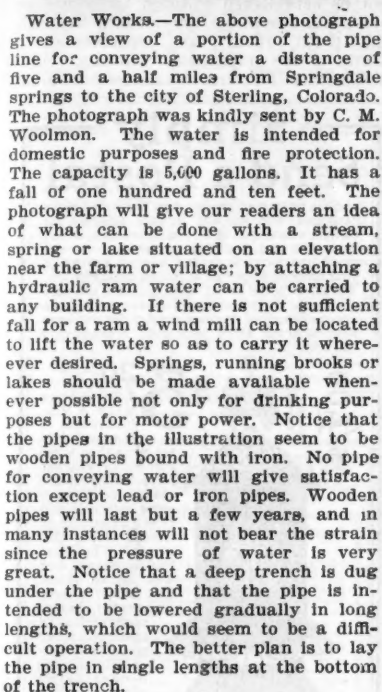 Water Works.—The above photograph
gives a view of a portion of the pipe
line for conveying water a distance of
five and a half miles from Springdale
springs to the city of Sterling, Colorado.
The photograph was kindly sent by C. M.
Woolmon. The water is intended for
domestic purposes and fire protection.
The capacity is 5,600 gallons. It has a
fall of one hundred and ten feet. The
photograph will give our readers an idea
of what can be done with a stream,
spring or lake situated on an elevation
near the farm or village; by attaching a
hydraulic ram water can be carried to
any building. If there is not sufficient
fall for a ram a wind mill can be located
to lift the water so as to carry it where-
ever desired. Springs, running brooks or
lakes should be made available when-
ever possible not only for drinking pur-
poses but for motor power. Notice that
the pipes in the illustration seem to be
wooden pipes bound with iron. No pipe
for conveying water will give satisfac-
tion except lead or iron pipes. Wooden
pipes will last but a few years, and in
many instances will not bear the strain
since the pressure of water is very
great. Notice that a deep trench is dug
under the pipe and that the pipe is in-
tended to be lowered gradually in long
lengths, which would seem to be a diffi-
cult operation. The better plan is to lay
the pipe in single lengths at the bottom
of the trench.